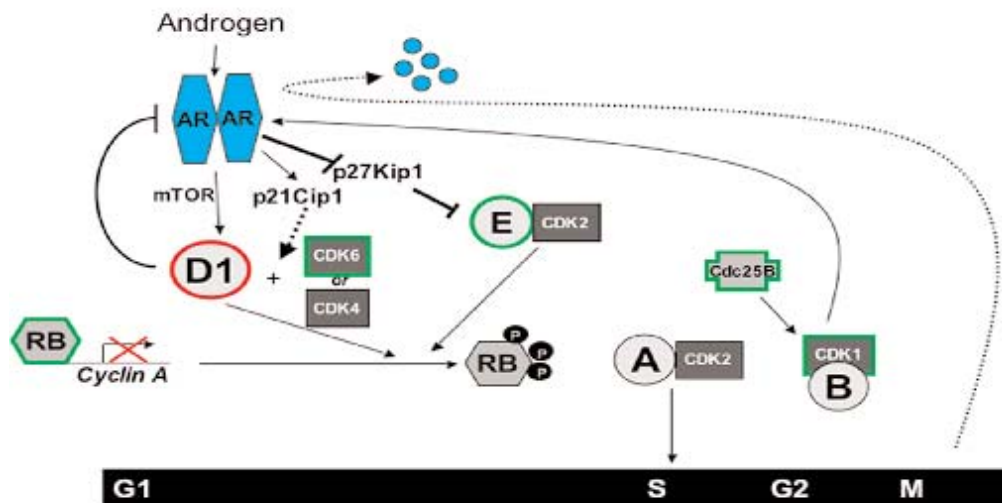 Androgen
AR AR
p27Kip1
mTOR p21Cip1
E CDK2
CDK6
or
CDK4
D1 +
Cdc25B
RB
Cyclin A
RB P P P
A CDK2
CDK1
B
G1 S G2 M